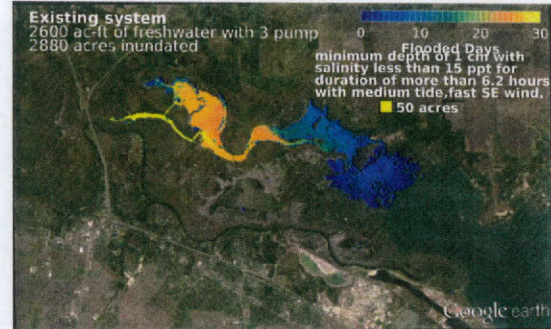 Existing system
2600 ac-ft of freshwater with 3 pump
2880 acres inundated
0 10 20 30
Flooded Days
minimum depth of 1 cm with
salinity less than 15 ppt for
duration of more than 6.2 hours
with medium tide,fast SE wind.
50 acres
Google earth